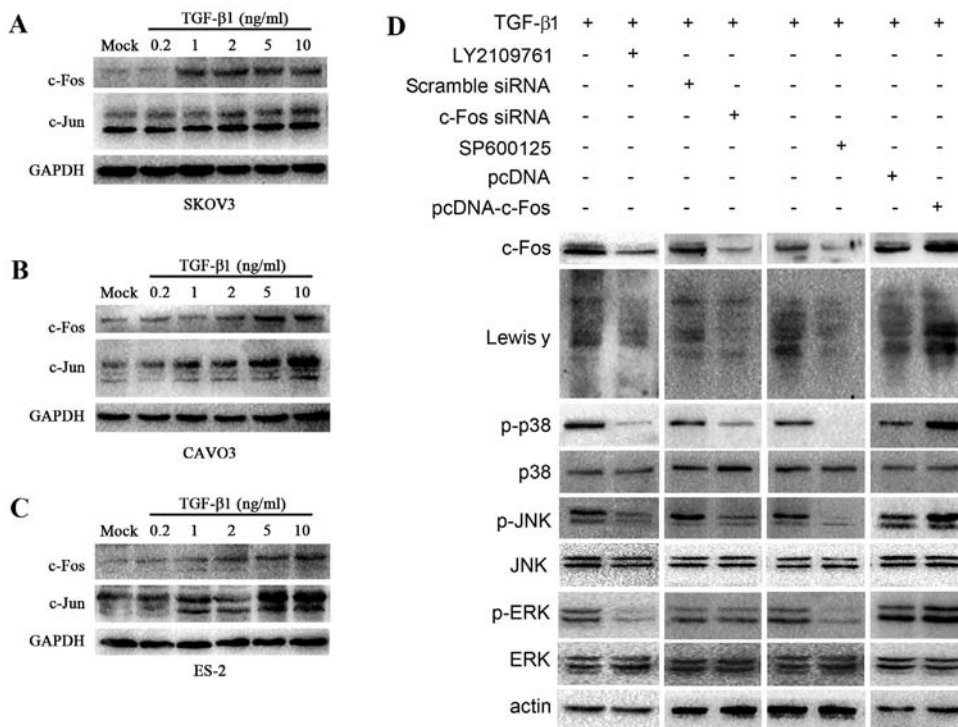 A
TGF-β1 (ng/ml)
Mock 0.2 1 2 5 10
c-Fos
c-Jun
GAPDH
SKOV3
B
TGF-β1 (ng/ml)
Mock 0.2 1 2 5 10
c-Fos
c-Jun
GAPDH
CAVO3
C
TGF-β1 (ng/ml)
Mock 0.2 1 2 5 10
c-Fos
c-Jun
GAPDH
ES-2
D
TGF-β1 + + + + + + + +
LY2109761 - + - - - - - -
Scramble siRNA - - + - - - - -
c-Fos siRNA - - - + - - - -
SP600125 - - - - - + - -
pcDNA - - - - - - + -
pcDNA-c-Fos - - - - - - - +
c-Fos
Lewis y
p-p38
p38
p-JNK
JNK
p-ERK
ERK
actin